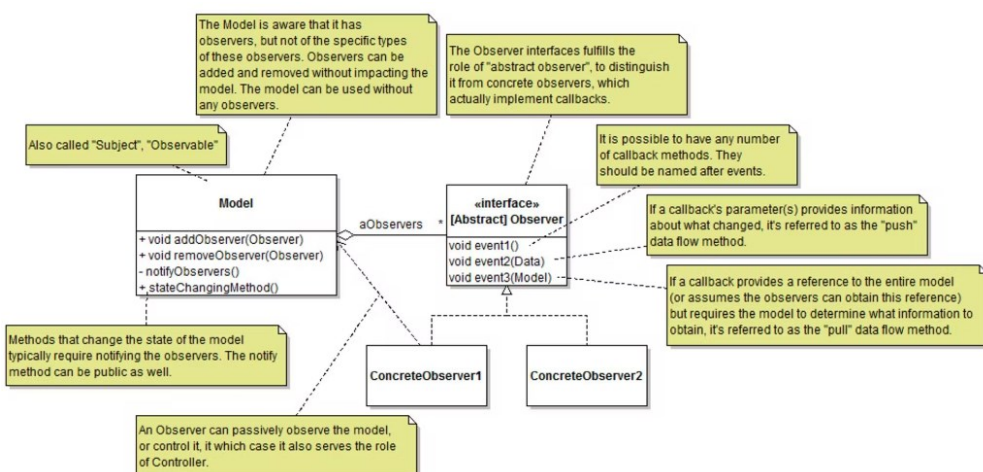 The Model is aware that it has
observers, but not of the specific types
of these observers. Observers can be
added and removed without impacting the
model. The model can be used without
any observers.
The Observer interfaces fulfills the
role of "abstract observer", to distinguish
it from concrete observers, which
actually implement callbacks.
Also called "Subject", "Observable"
It is possible to have any number
of callback methods. They
should be named after events.
Model
+ void addObserver(Observer)
+ void removeObserver(Observer)
- notifyObservers()
+ stateChangingMethod()
aObservers
*
«interface»
[Abstract] Observer
void event1()
void event2(Data)
void event3(Model)
If a callback's parameter(s) provides information
about what changed, it's referred to as the "push"
data flow method.
If a callback provides a reference to the entire model
(or assumes the observers can obtain this reference)
but requires the model to determine what information to
obtain, it's referred to as the "pull" data flow method.
Methods that change the state of the model
typically require notifying the observers. The notify
method can be public as well.
ConcreteObserver1
ConcreteObserver2
An Observer can passively observe the model,
or control it, it which case it also serves the role
of Controller.